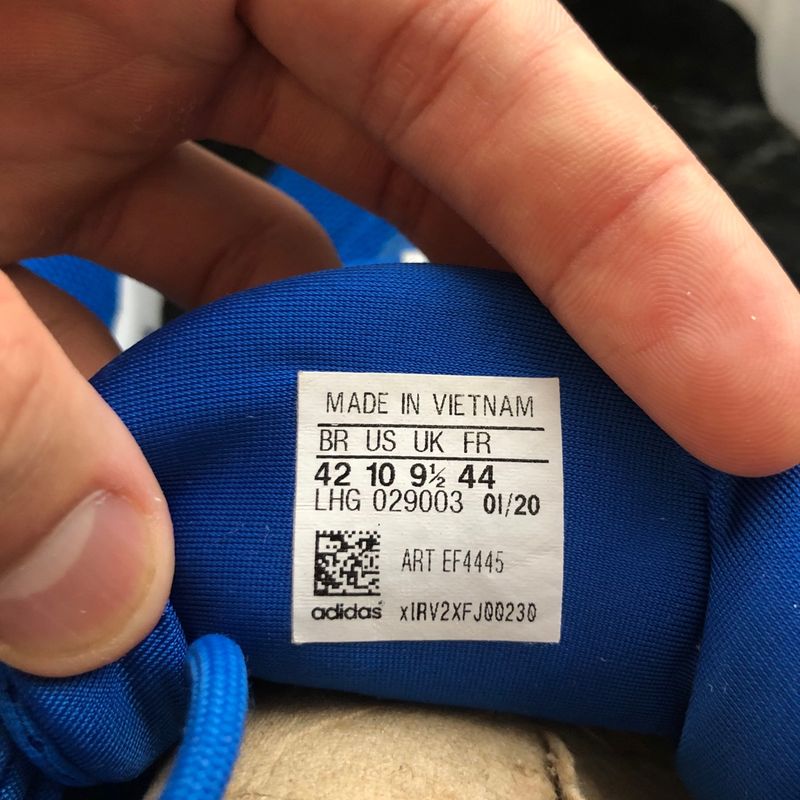 MADE IN VIETNAM
BR US UK FR
42 10 9½ 44
LHG 029003 01/20
ART EF4445
adidas xIRV2XFJ00230